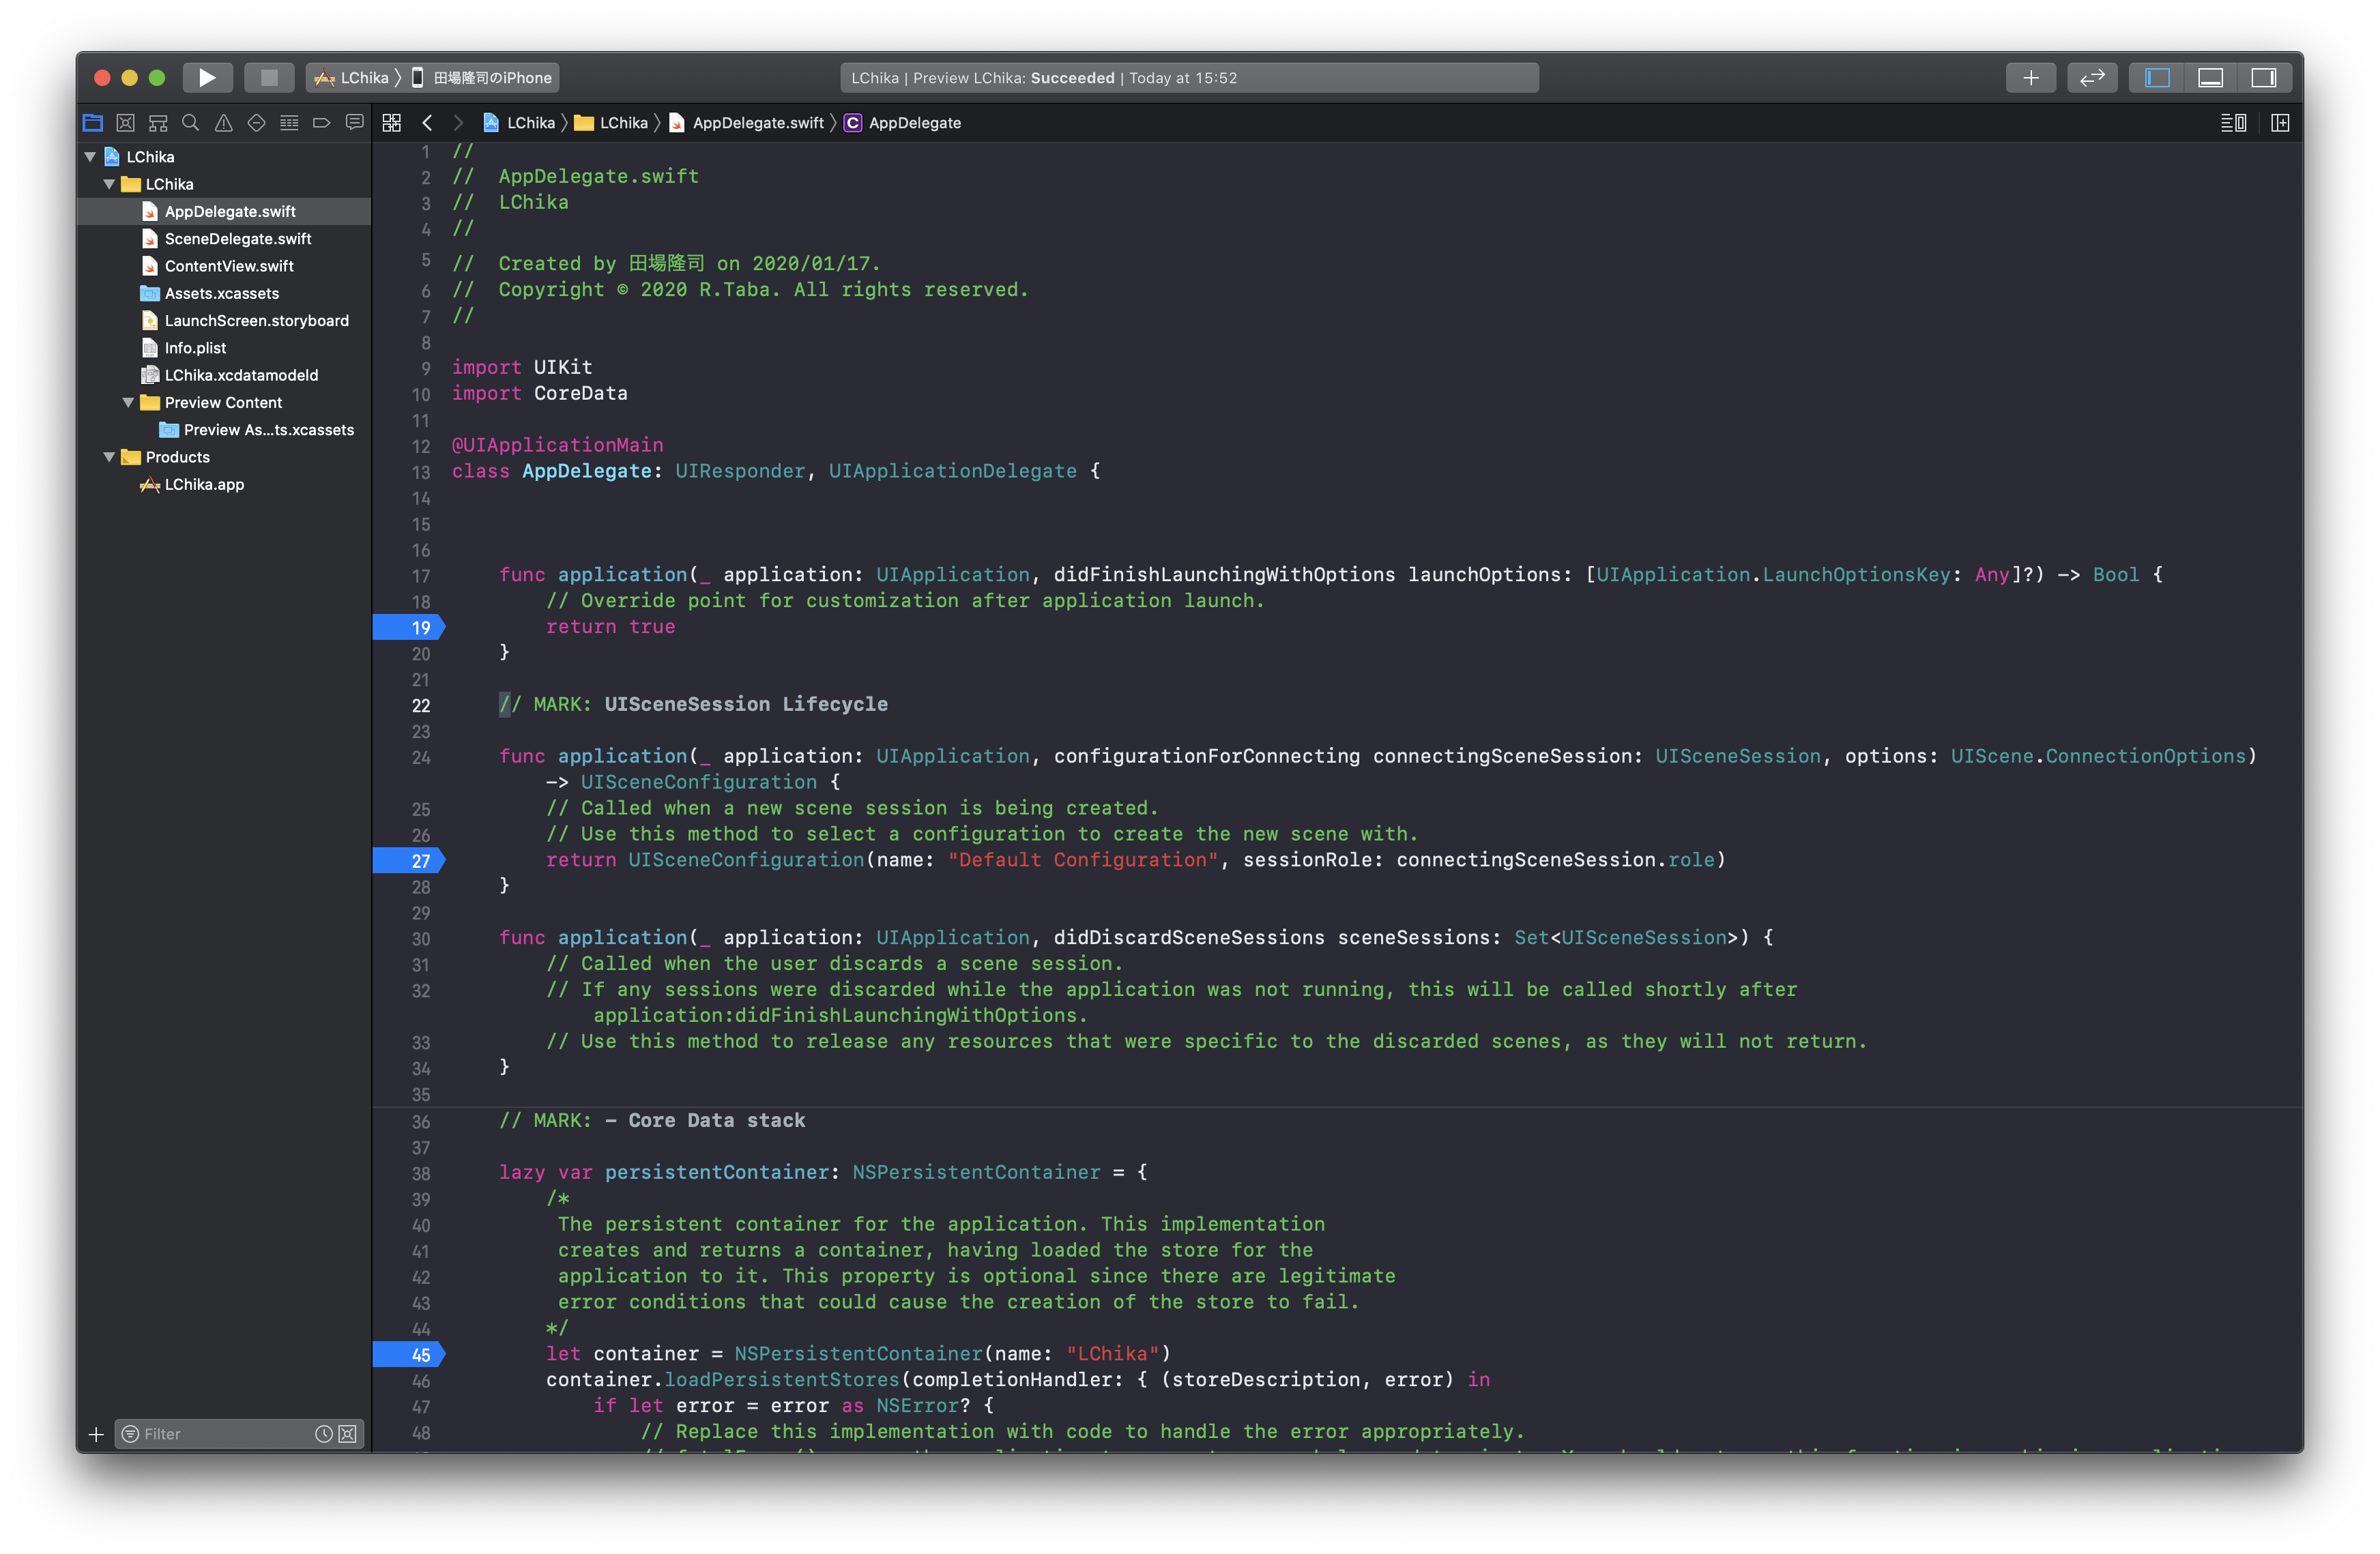 LChika 〉 田場隆司のiPhone
LChika | Preview LChika: Succeeded | Today at 15:52
LChika 〉 LChika 〉 AppDelegate.swift 〉 C AppDelegate
LChika
LChika
AppDelegate.swift
SceneDelegate.swift
ContentView.swift
Assets.xcassets
LaunchScreen.storyboard
Info.plist
LChika.xcdatamodeld
Preview Content
Preview As...ts.xcassets
Products
LChika.app
Filter
1 //
2 //  AppDelegate.swift
3 //  LChika
4 //
5 //  Created by 田場隆司 on 2020/01/17.
6 //  Copyright © 2020 R.Taba. All rights reserved.
7 //
8
9 import UIKit
10 import CoreData
11
12 @UIApplicationMain
13 class AppDelegate: UIResponder, UIApplicationDelegate {
14
15
16
17     func application(_ application: UIApplication, didFinishLaunchingWithOptions launchOptions: [UIApplication.LaunchOptionsKey: Any]?) -> Bool {
18         // Override point for customization after application launch.
19         return true
20     }
21
22     // MARK: UISceneSession Lifecycle
23
24     func application(_ application: UIApplication, configurationForConnecting connectingSceneSession: UISceneSession, options: UIScene.ConnectionOptions)
        -> UISceneConfiguration {
25         // Called when a new scene session is being created.
26         // Use this method to select a configuration to create the new scene with.
27         return UISceneConfiguration(name: "Default Configuration", sessionRole: connectingSceneSession.role)
28     }
29
30     func application(_ application: UIApplication, didDiscardSceneSessions sceneSessions: Set<UISceneSession>) {
31         // Called when the user discards a scene session.
32         // If any sessions were discarded while the application was not running, this will be called shortly after
            application:didFinishLaunchingWithOptions.
33         // Use this method to release any resources that were specific to the discarded scenes, as they will not return.
34     }
35
36     // MARK: - Core Data stack
37
38     lazy var persistentContainer: NSPersistentContainer = {
39         /*
40          The persistent container for the application. This implementation
41          creates and returns a container, having loaded the store for the
42          application to it. This property is optional since there are legitimate
43          error conditions that could cause the creation of the store to fail.
44         */
45         let container = NSPersistentContainer(name: "LChika")
46         container.loadPersistentStores(completionHandler: { (storeDescription, error) in
47             if let error = error as NSError? {
48                 // Replace this implementation with code to handle the error appropriately.